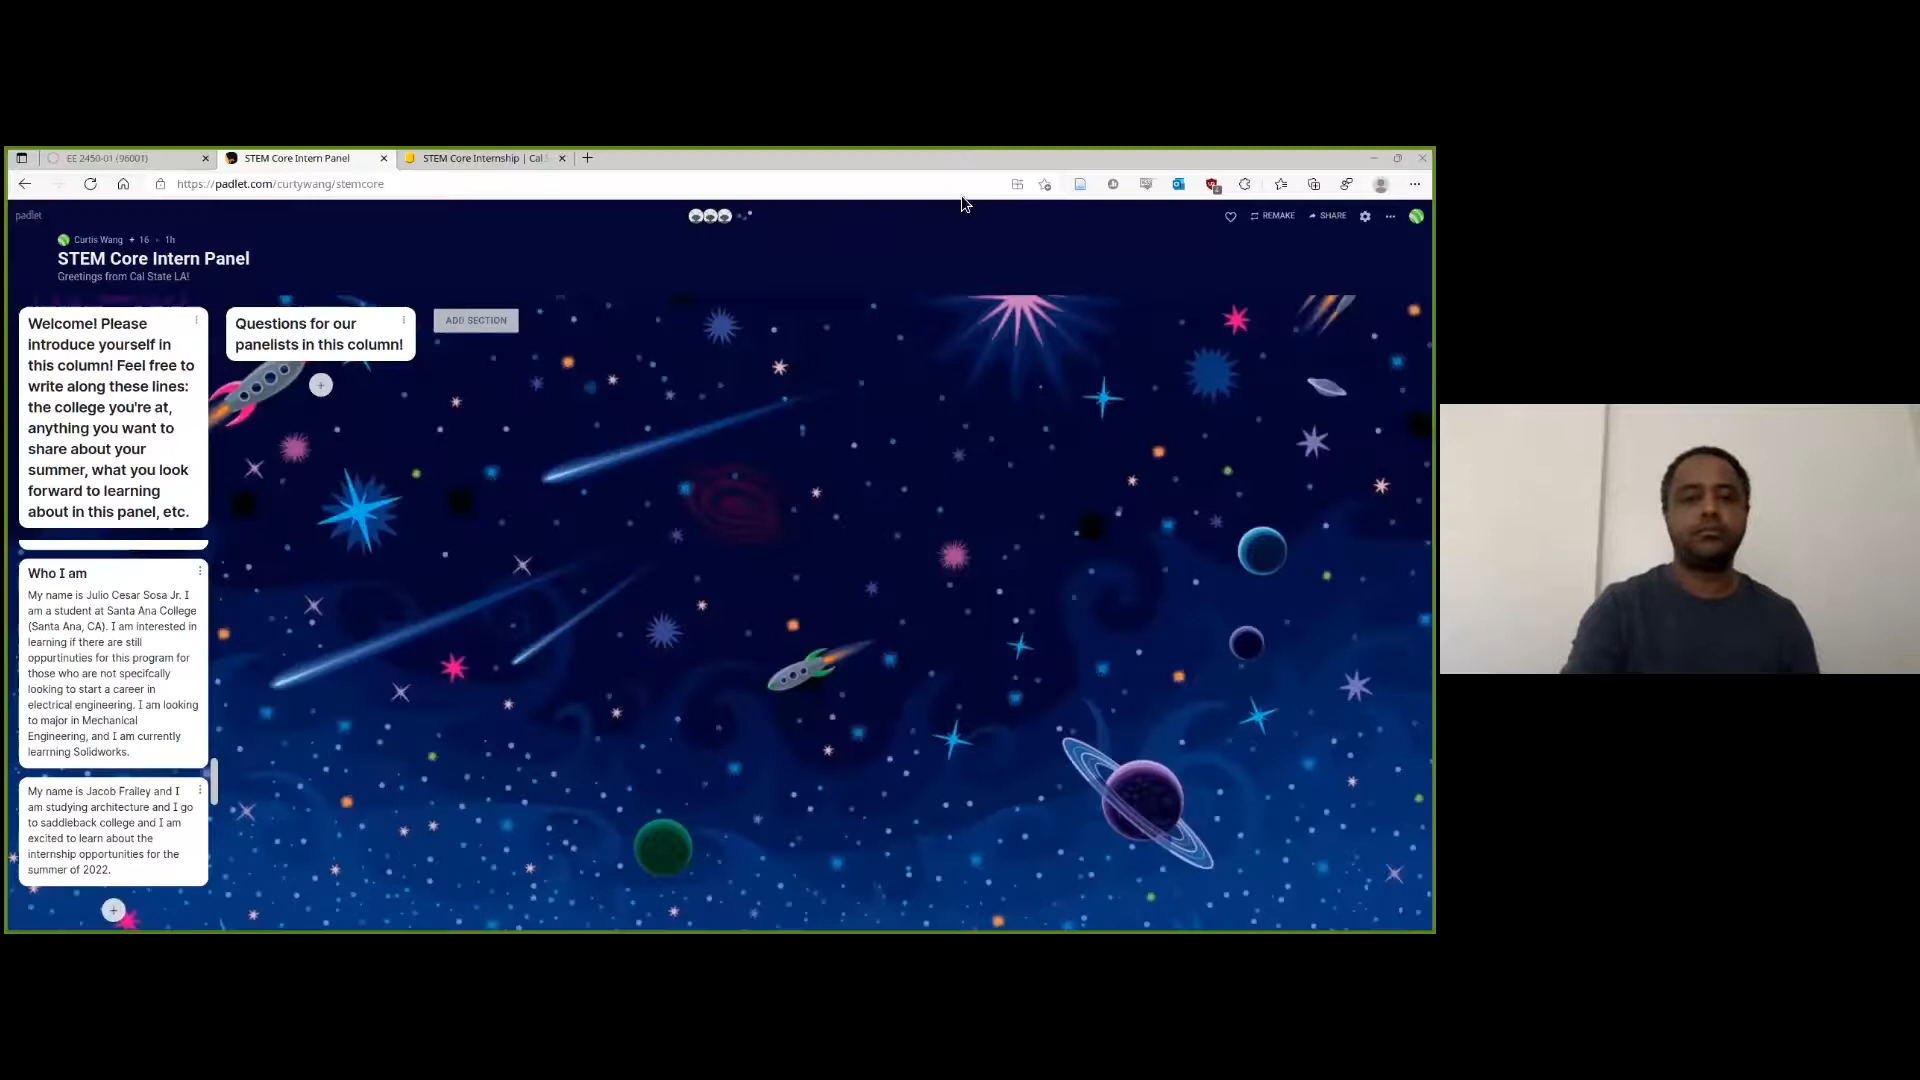 EE 2450-01 (96001)
STEM Core Intern Panel
STEM Core Internship | Cal
https://padlet.com/curtywang/stemcore
padlet
REMAKE
SHARE
Curtis Wang + 16 • 1h
STEM Core Intern Panel
Greetings from Cal State LA!
Welcome! Please
introduce yourself in
this column! Feel free to
write along these lines:
the college you're at,
anything you want to
share about your
summer, what you look
forward to learning
about in this panel, etc.
Questions for our
panelists in this column!
ADD SECTION
Who I am
My name is Julio Cesar Sosa Jr. I
am a student at Santa Ana College
(Santa Ana, CA). I am interested in
learning if there are still
oppurtinuties for this program for
those who are not specifcally
looking to start a career in
electrical engineering. I am looking
to major in Mechanical
Engineering, and I am currently
learrning Solidworks.
My name is Jacob Frailey and I
am studying architecture and I go
to saddleback college and I am
excited to learn about the
internship opportunities for the
summer of 2022.